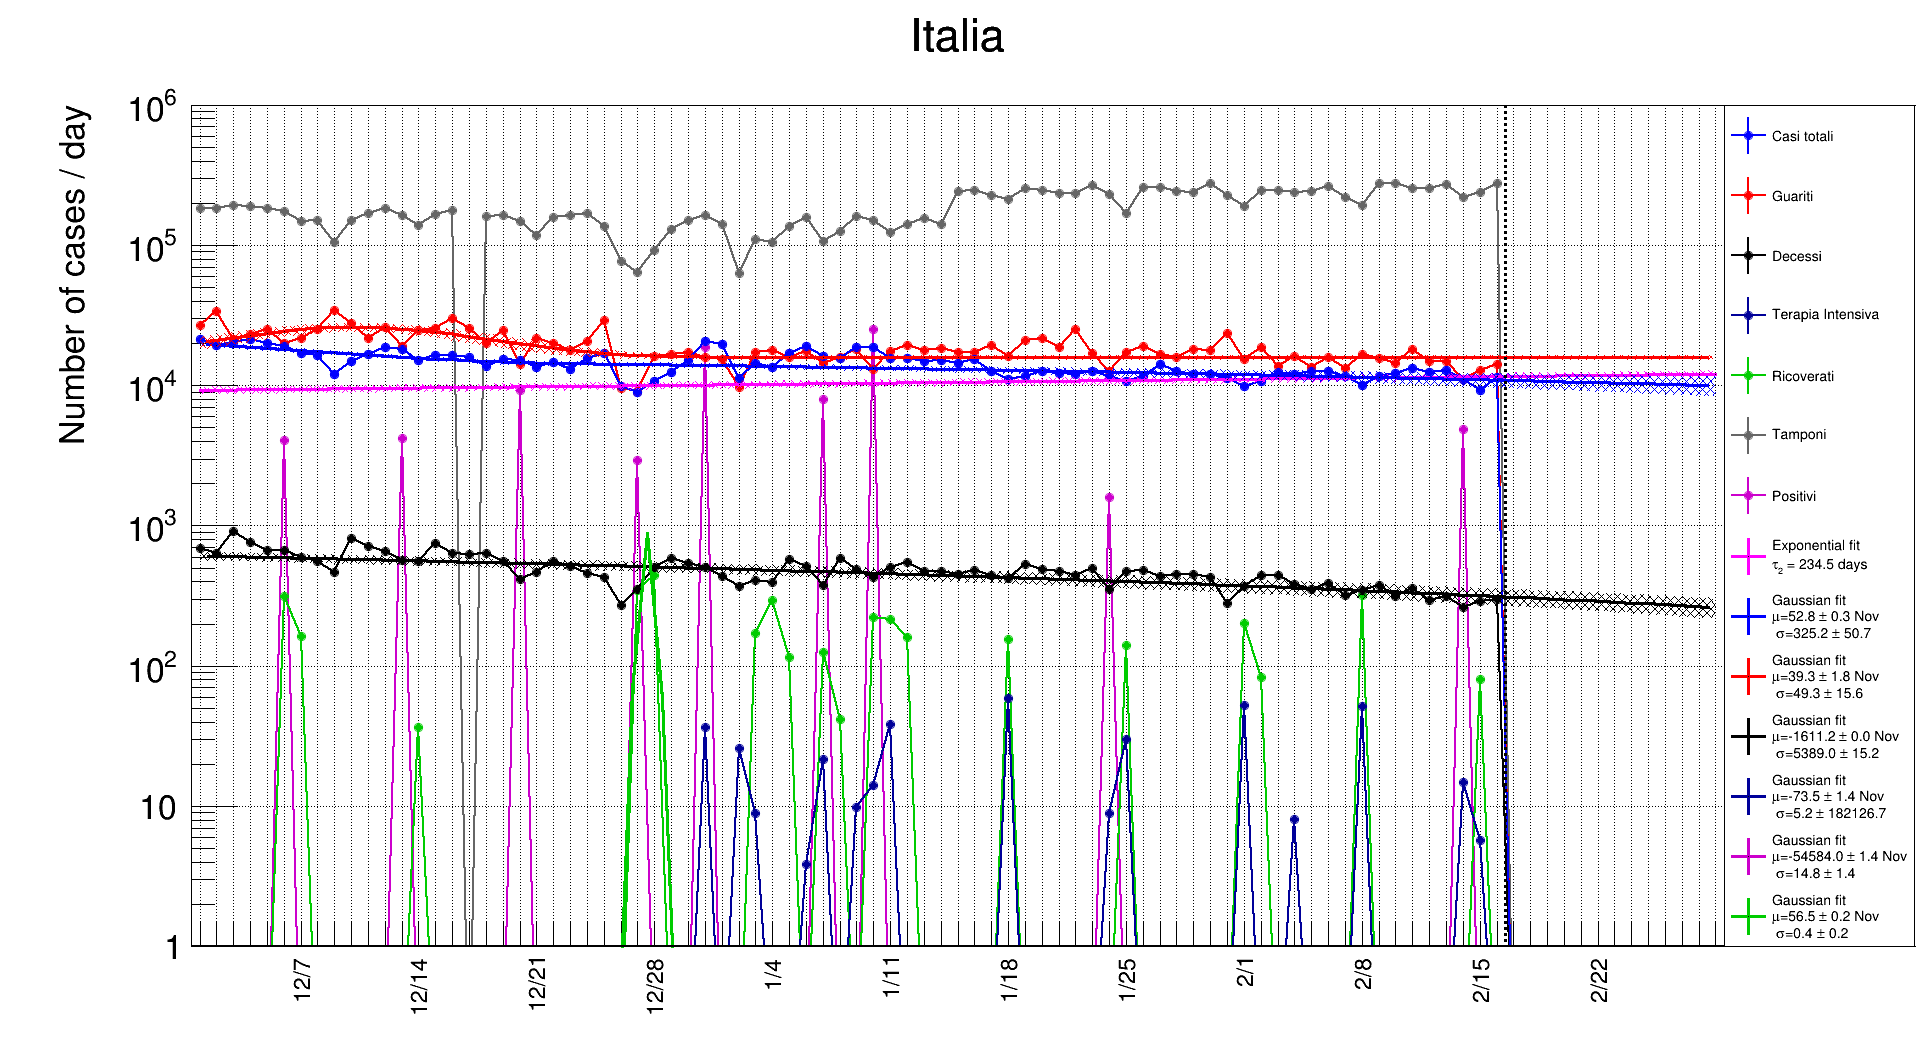 Italia
Number of cases / day
10^6
10^5
10^4
10^3
10^2
10
1
12/7
12/14
12/21
12/28
1/4
1/11
1/18
1/25
2/1
2/8
2/15
2/22
Casi totali
Guariti
Decessi
Terapia Intensiva
Ricoverati
Tamponi
Positivi
Exponential fit
τ₂ = 234.5 days
Gaussian fit
μ=52.8 ± 0.3 Nov
σ=325.2 ± 50.7
Gaussian fit
μ=39.3 ± 1.8 Nov
σ=49.3 ± 15.6
Gaussian fit
μ=-1611.2 ± 0.0 Nov
σ=5389.0 ± 15.2
Gaussian fit
μ=-73.5 ± 1.4 Nov
σ=5.2 ± 182126.7
Gaussian fit
μ=-54584.0 ± 1.4 Nov
σ=14.8 ± 1.4
Gaussian fit
μ=56.5 ± 0.2 Nov
σ=0.4 ± 0.2